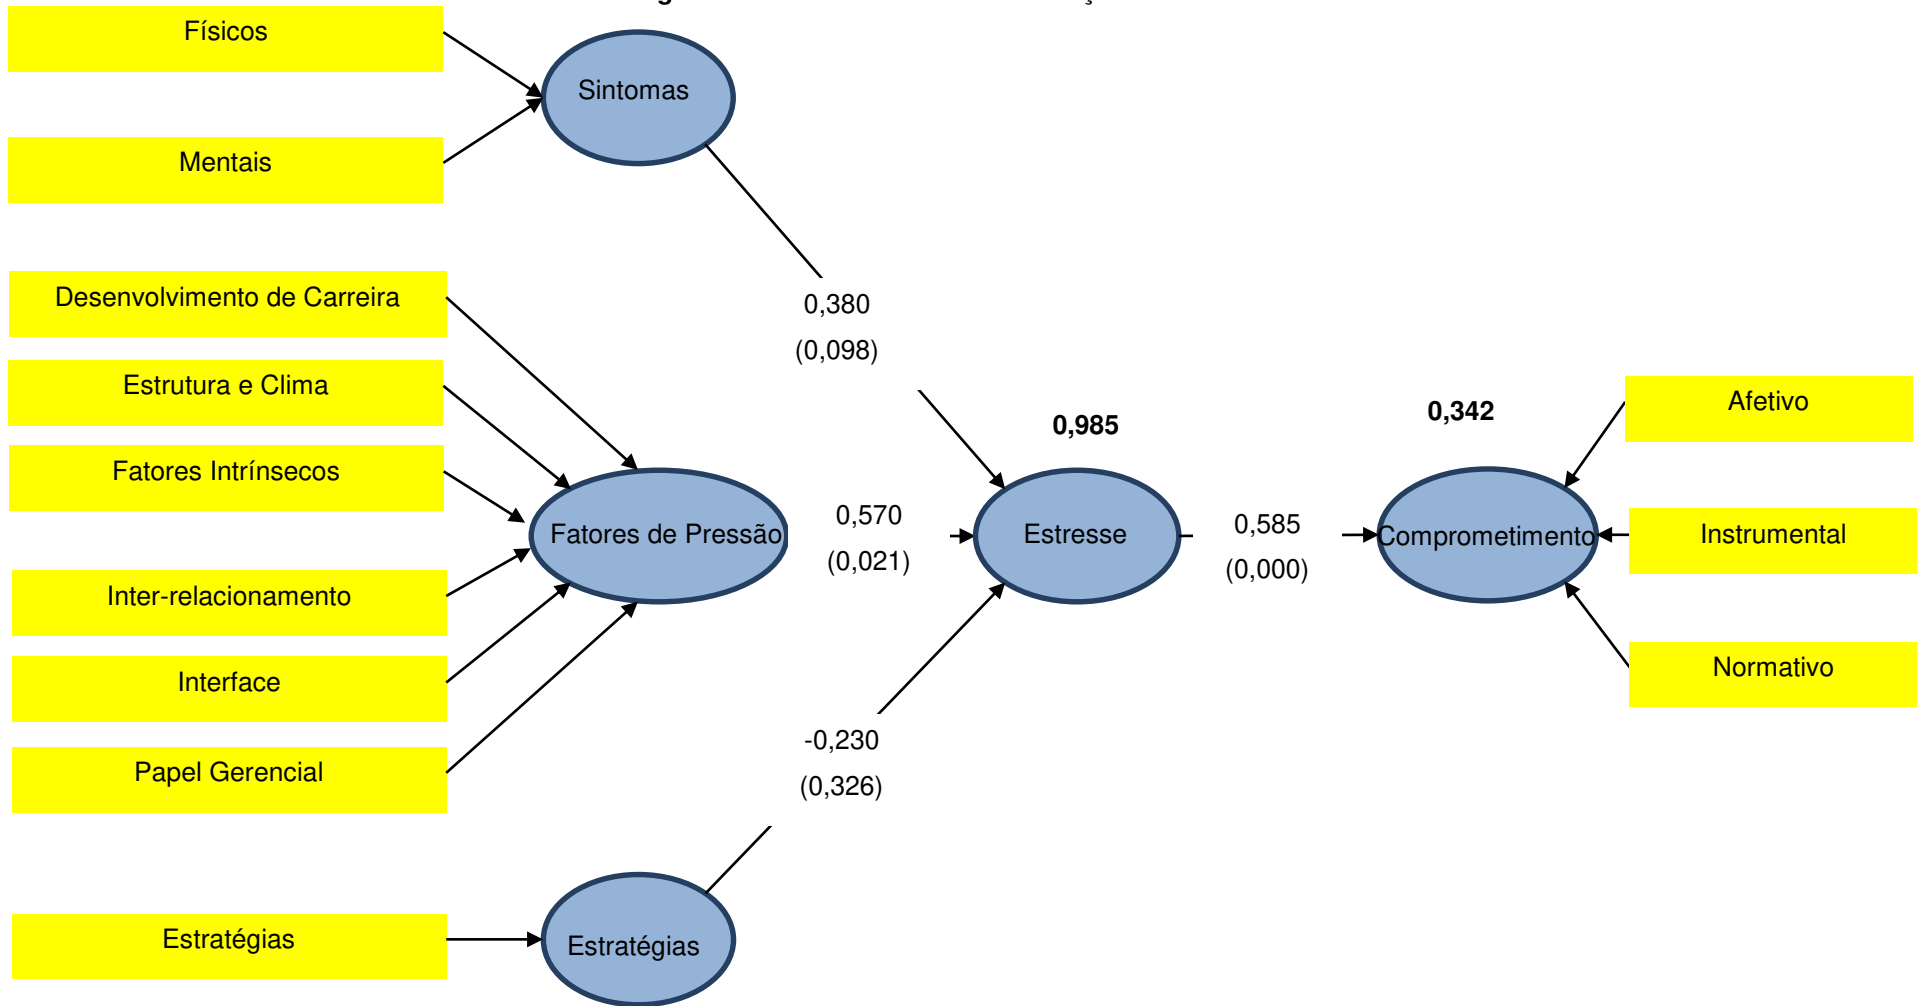 Físicos
Sintomas
Mentais
Desenvolvimento de Carreira
0,380
(0,098)
Estrutura e Clima
Fatores Intrínsecos
0,985
0,342
Afetivo
Fatores de Pressão
0,570
(0,021)
Estresse
0,585
(0,000)
Comprometimento
Instrumental
Inter-relacionamento
Interface
Normativo
Papel Gerencial
-0,230
(0,326)
Estratégias
Estratégias